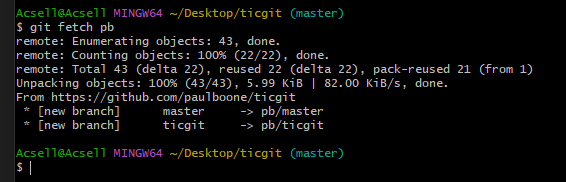 Acsell@Acsell MINGW64 ~/Desktop/ticgit (master)
$ git fetch pb
remote: Enumerating objects: 43, done.
remote: Counting objects: 100% (22/22), done.
remote: Total 43 (delta 22), reused 22 (delta 22), pack-reused 21 (from 1)
Unpacking objects: 100% (43/43), 5.99 KiB | 82.00 KiB/s, done.
From https://github.com/paulboone/ticgit
 * [new branch]      master     -> pb/master
 * [new branch]      ticgit     -> pb/ticgit
Acsell@Acsell MINGW64 ~/Desktop/ticgit (master)
$